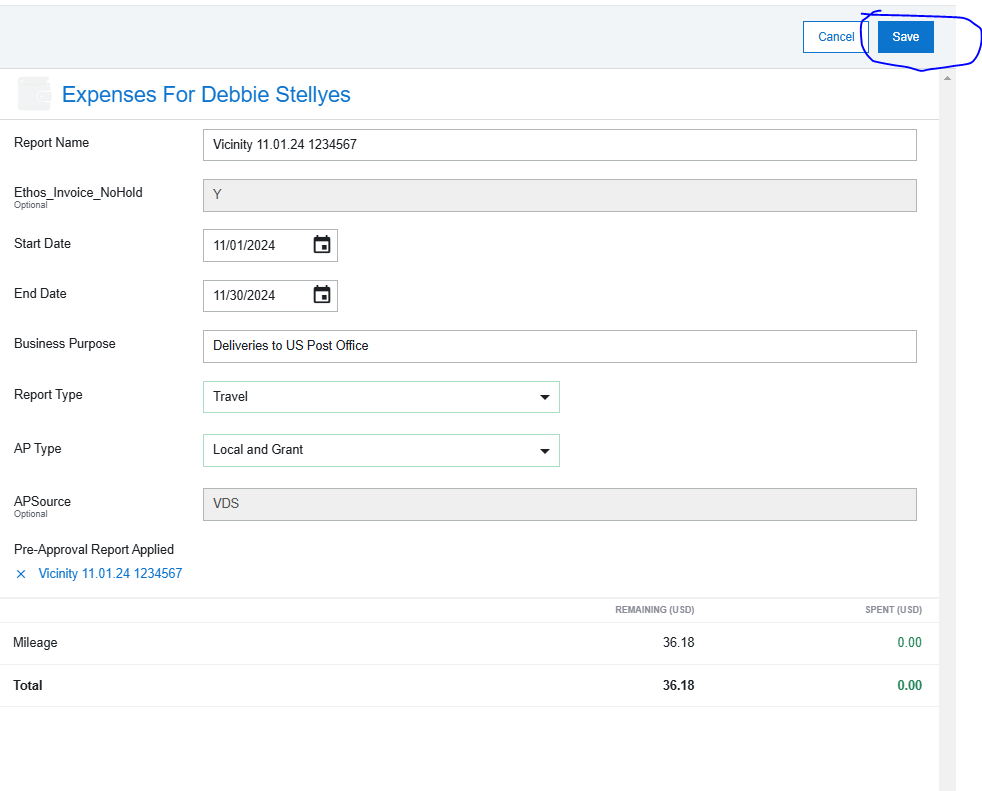 Cancel Save
Expenses For Debbie Stellyes
Report Name Vicinity 11.01.24 1234567
Ethos_Invoice_NoHold Y
Optional
Start Date 11/01/2024
End Date 11/30/2024
Business Purpose Deliveries to US Post Office
Report Type Travel
AP Type Local and Grant
APSource VDS
Optional
Pre-Approval Report Applied
× Vicinity 11.01.24 1234567
REMAINING (USD) SPENT (USD)
Mileage 36.18 0.00
Total 36.18 0.00